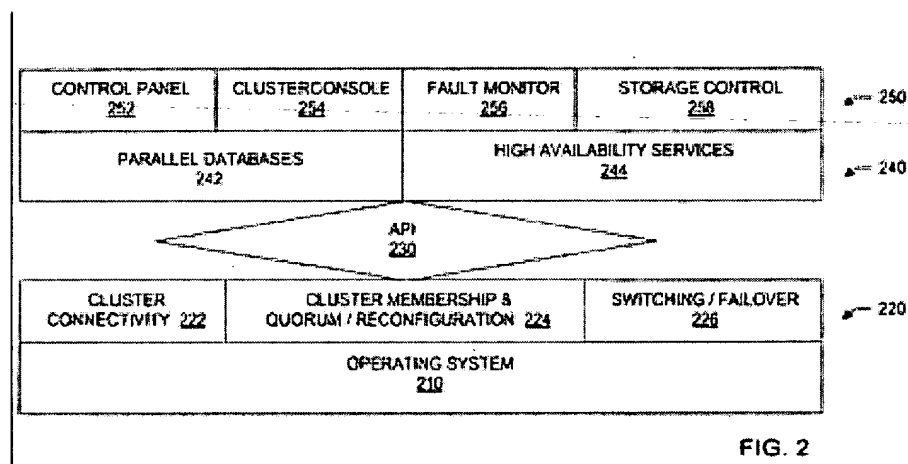 CONTROL PANEL
252
CLUSTERCONSOLE
254
FAULT MONITOR
256
STORAGE CONTROL
258
250
PARALLEL DATABASES
242
HIGH AVAILABILITY SERVICES
244
240
API
230
CLUSTER
CONNECTIVITY 222
CLUSTER MEMBERSHIP &
QUORUM / RECONFIGURATION 224
SWITCHING / FAILOVER
226
220
OPERATING SYSTEM
210
FIG. 2